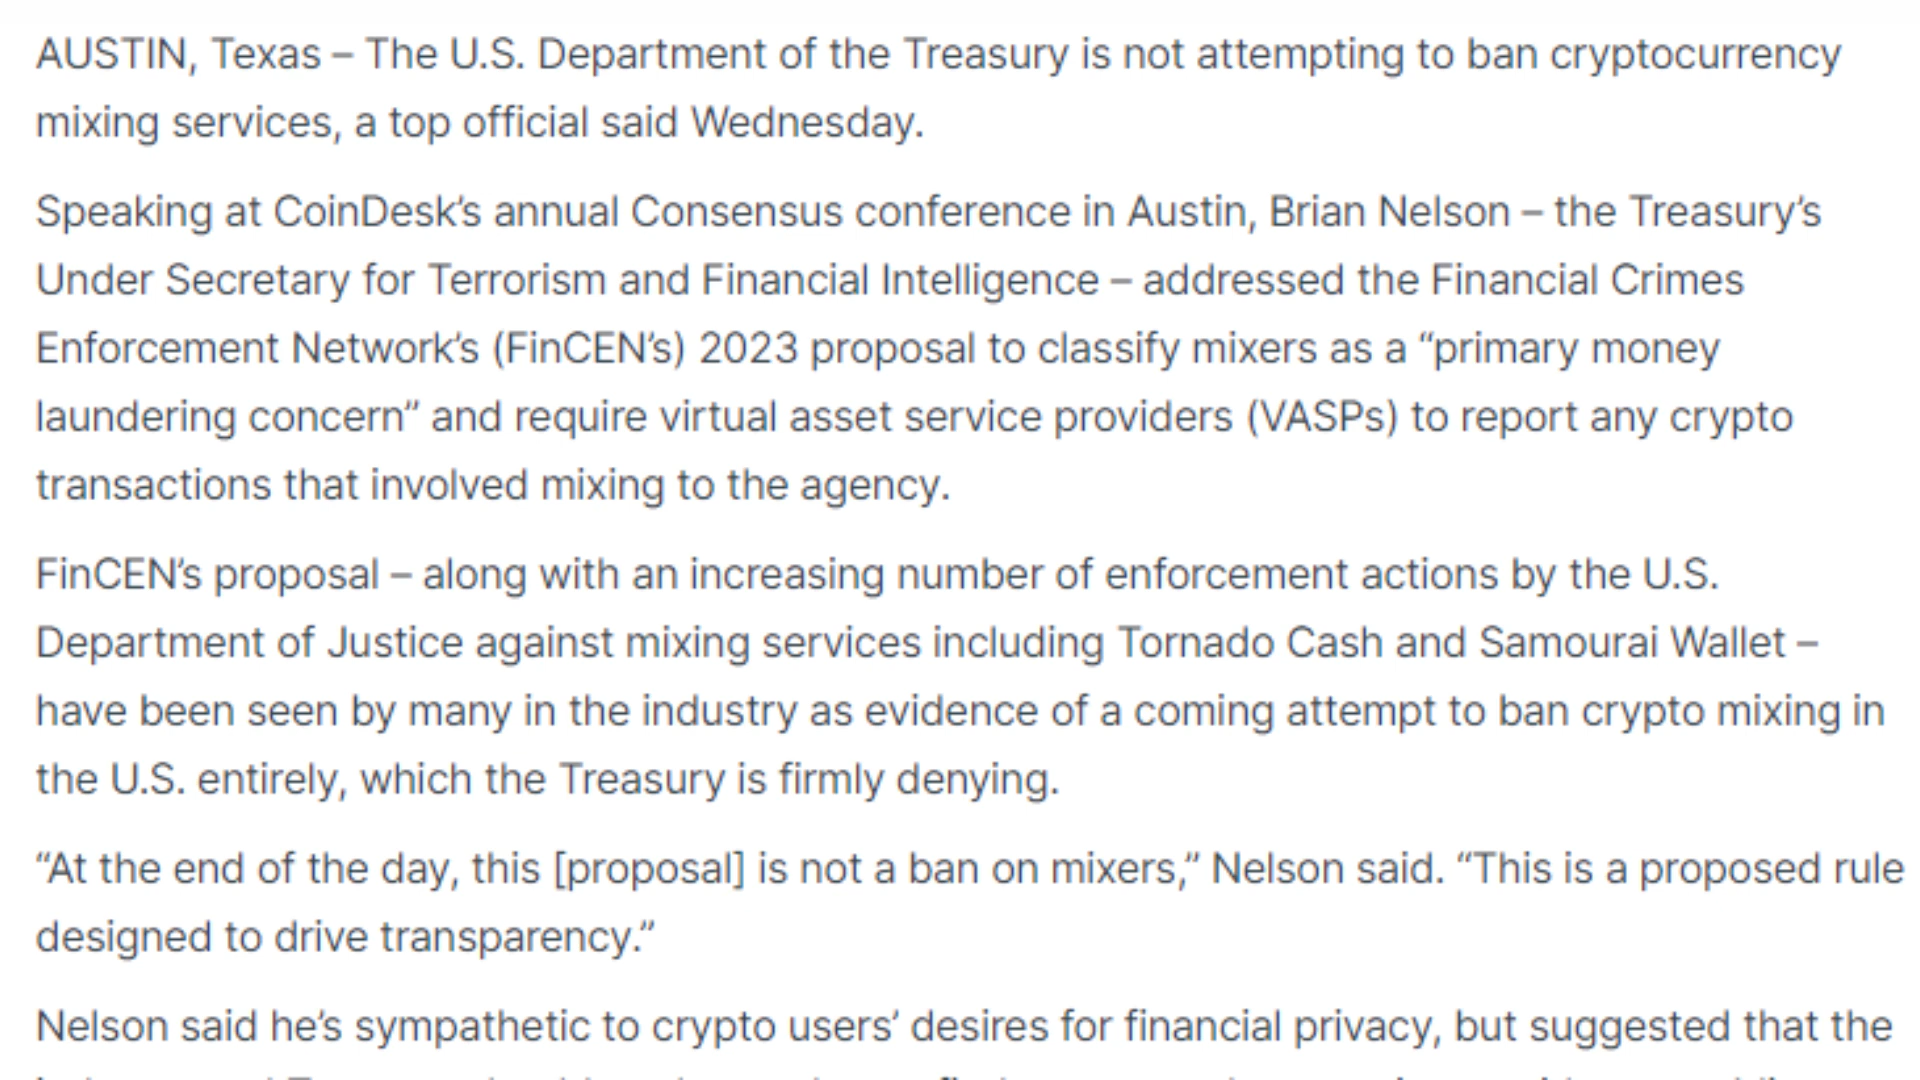 AUSTIN, Texas – The U.S. Department of the Treasury is not attempting to ban cryptocurrency
mixing services, a top official said Wednesday.
Speaking at CoinDesk’s annual Consensus conference in Austin, Brian Nelson – the Treasury’s
Under Secretary for Terrorism and Financial Intelligence – addressed the Financial Crimes
Enforcement Network’s (FinCEN’s) 2023 proposal to classify mixers as a “primary money
laundering concern” and require virtual asset service providers (VASPs) to report any crypto
transactions that involved mixing to the agency.
FinCEN’s proposal – along with an increasing number of enforcement actions by the U.S.
Department of Justice against mixing services including Tornado Cash and Samourai Wallet –
have been seen by many in the industry as evidence of a coming attempt to ban crypto mixing in
the U.S. entirely, which the Treasury is firmly denying.
“At the end of the day, this [proposal] is not a ban on mixers,” Nelson said. “This is a proposed rule
designed to drive transparency.”
Nelson said he’s sympathetic to crypto users’ desires for financial privacy, but suggested that the